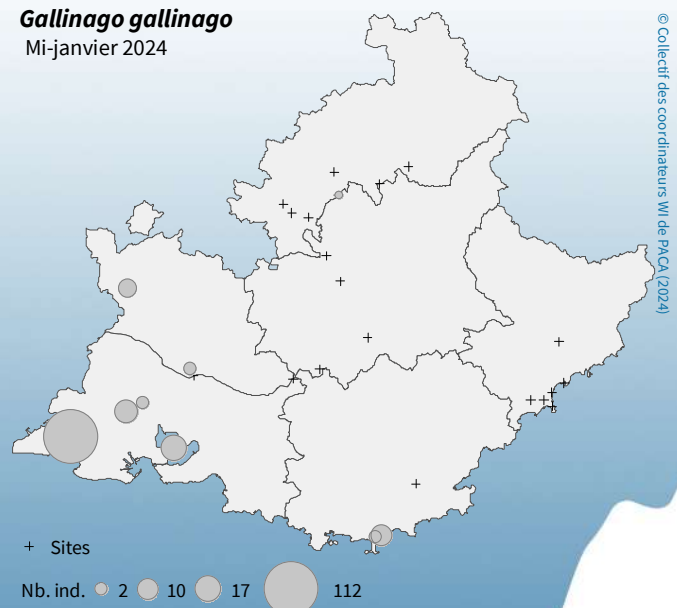 Gallinago gallinago
Mi-janvier 2024
© Collectif des coordinateurs WI de PACA (2024)
+ Sites
Nb. ind. 2 10 17 112